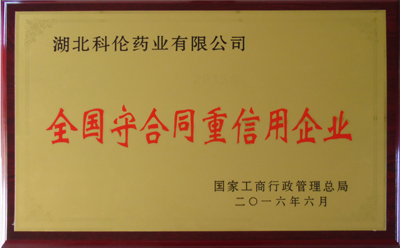 湖北科伦药业有限公司
全国守合同重信用企业
国家工商行政管理总局
二〇一六年六月